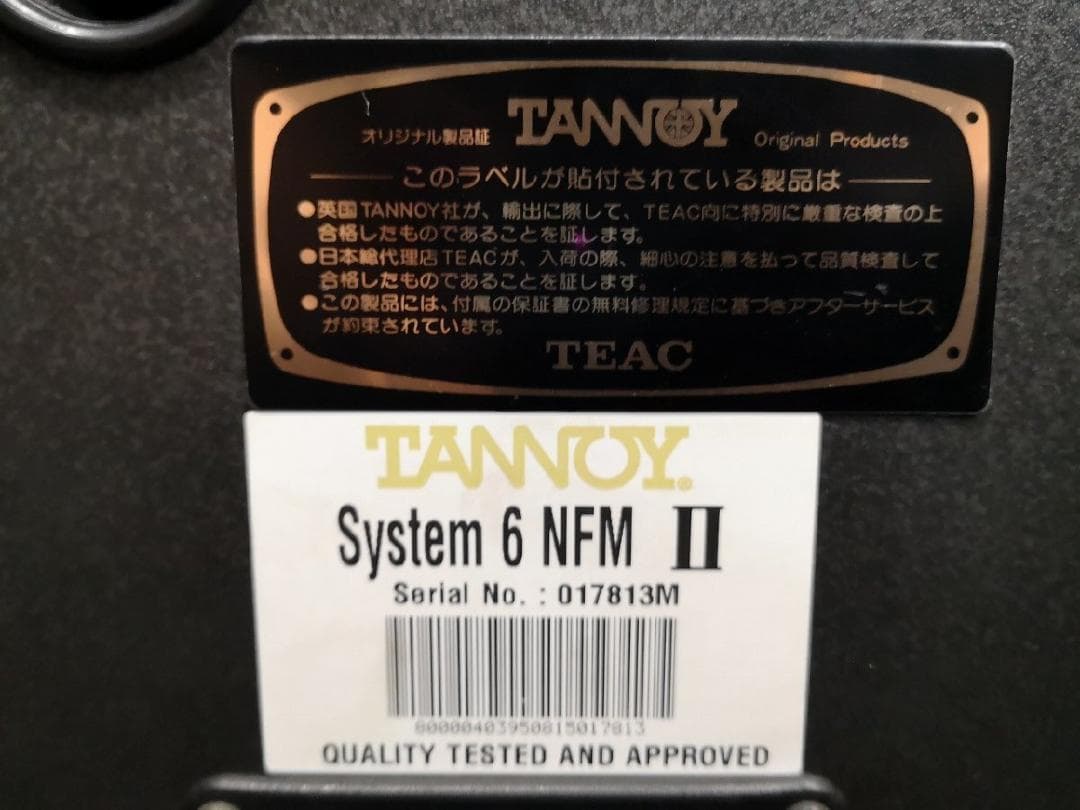 オリジナル製品証 TANNOY Original Products
このラベルが貼付されている製品は
●英国TANNOY社が、輸出に際して、TEAC向に特別に厳重な検査の上
合格したものであることを証します。
●日本総代理店TEACが、入荷の際、細心の注意を払って品質検査して
合格したものであることを証します。
●この製品には、付属の保証書の無料修理規定に基づきアフターサービス
が約束されています。
TEAC
TANNOY®
System 6 NFM II
Serial No. : 017813M
80000403950815017813
QUALITY TESTED AND APPROVED